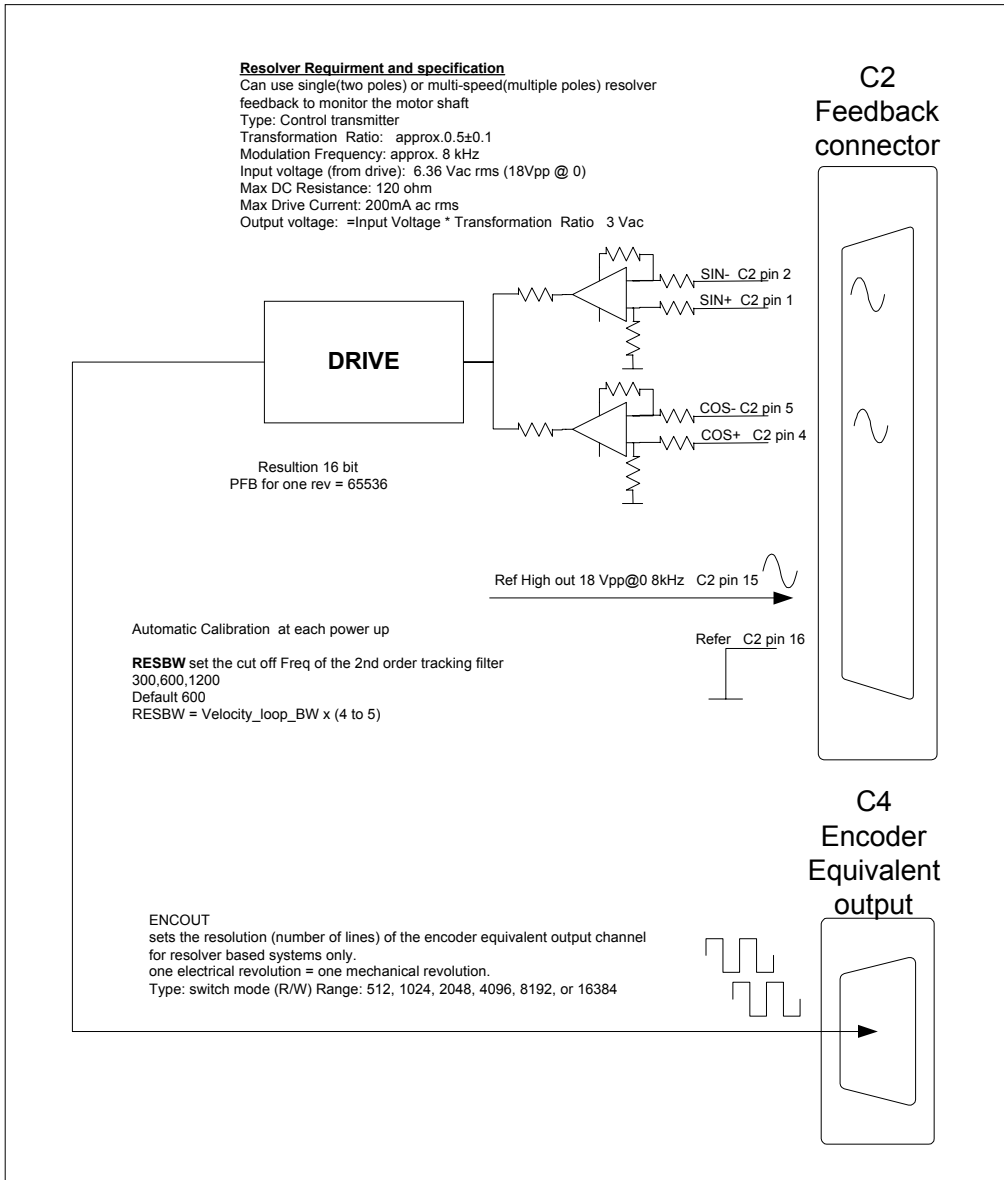 Resolver Requirment and specification
Can use single(two poles) or multi-speed(multiple poles) resolver
feedback to monitor the motor shaft
Type: Control transmitter
Transformation Ratio: approx.0.5±0.1
Modulation Frequency: approx. 8 kHz
Input voltage (from drive): 6.36 Vac rms (18Vpp @ 0)
Max DC Resistance: 120 ohm
Max Drive Current: 200mA ac rms
Output voltage: =Input Voltage * Transformation Ratio 3 Vac
C2
Feedback
connector
SIN- C2 pin 2
SIN+ C2 pin 1
DRIVE
COS- C2 pin 5
COS+ C2 pin 4
Resultion 16 bit
PFB for one rev = 65536
Ref High out 18 Vpp@0 8kHz C2 pin 15
Refer C2 pin 16
Automatic Calibration at each power up
RESBW set the cut off Freq of the 2nd order tracking filter
300,600,1200
Default 600
RESBW = Velocity_loop_BW x (4 to 5)
C4
Encoder
Equivalent
output
ENCOUT
sets the resolution (number of lines) of the encoder equivalent output channel
for resolver based systems only.
one electrical revolution = one mechanical revolution.
Type: switch mode (R/W) Range: 512, 1024, 2048, 4096, 8192, or 16384